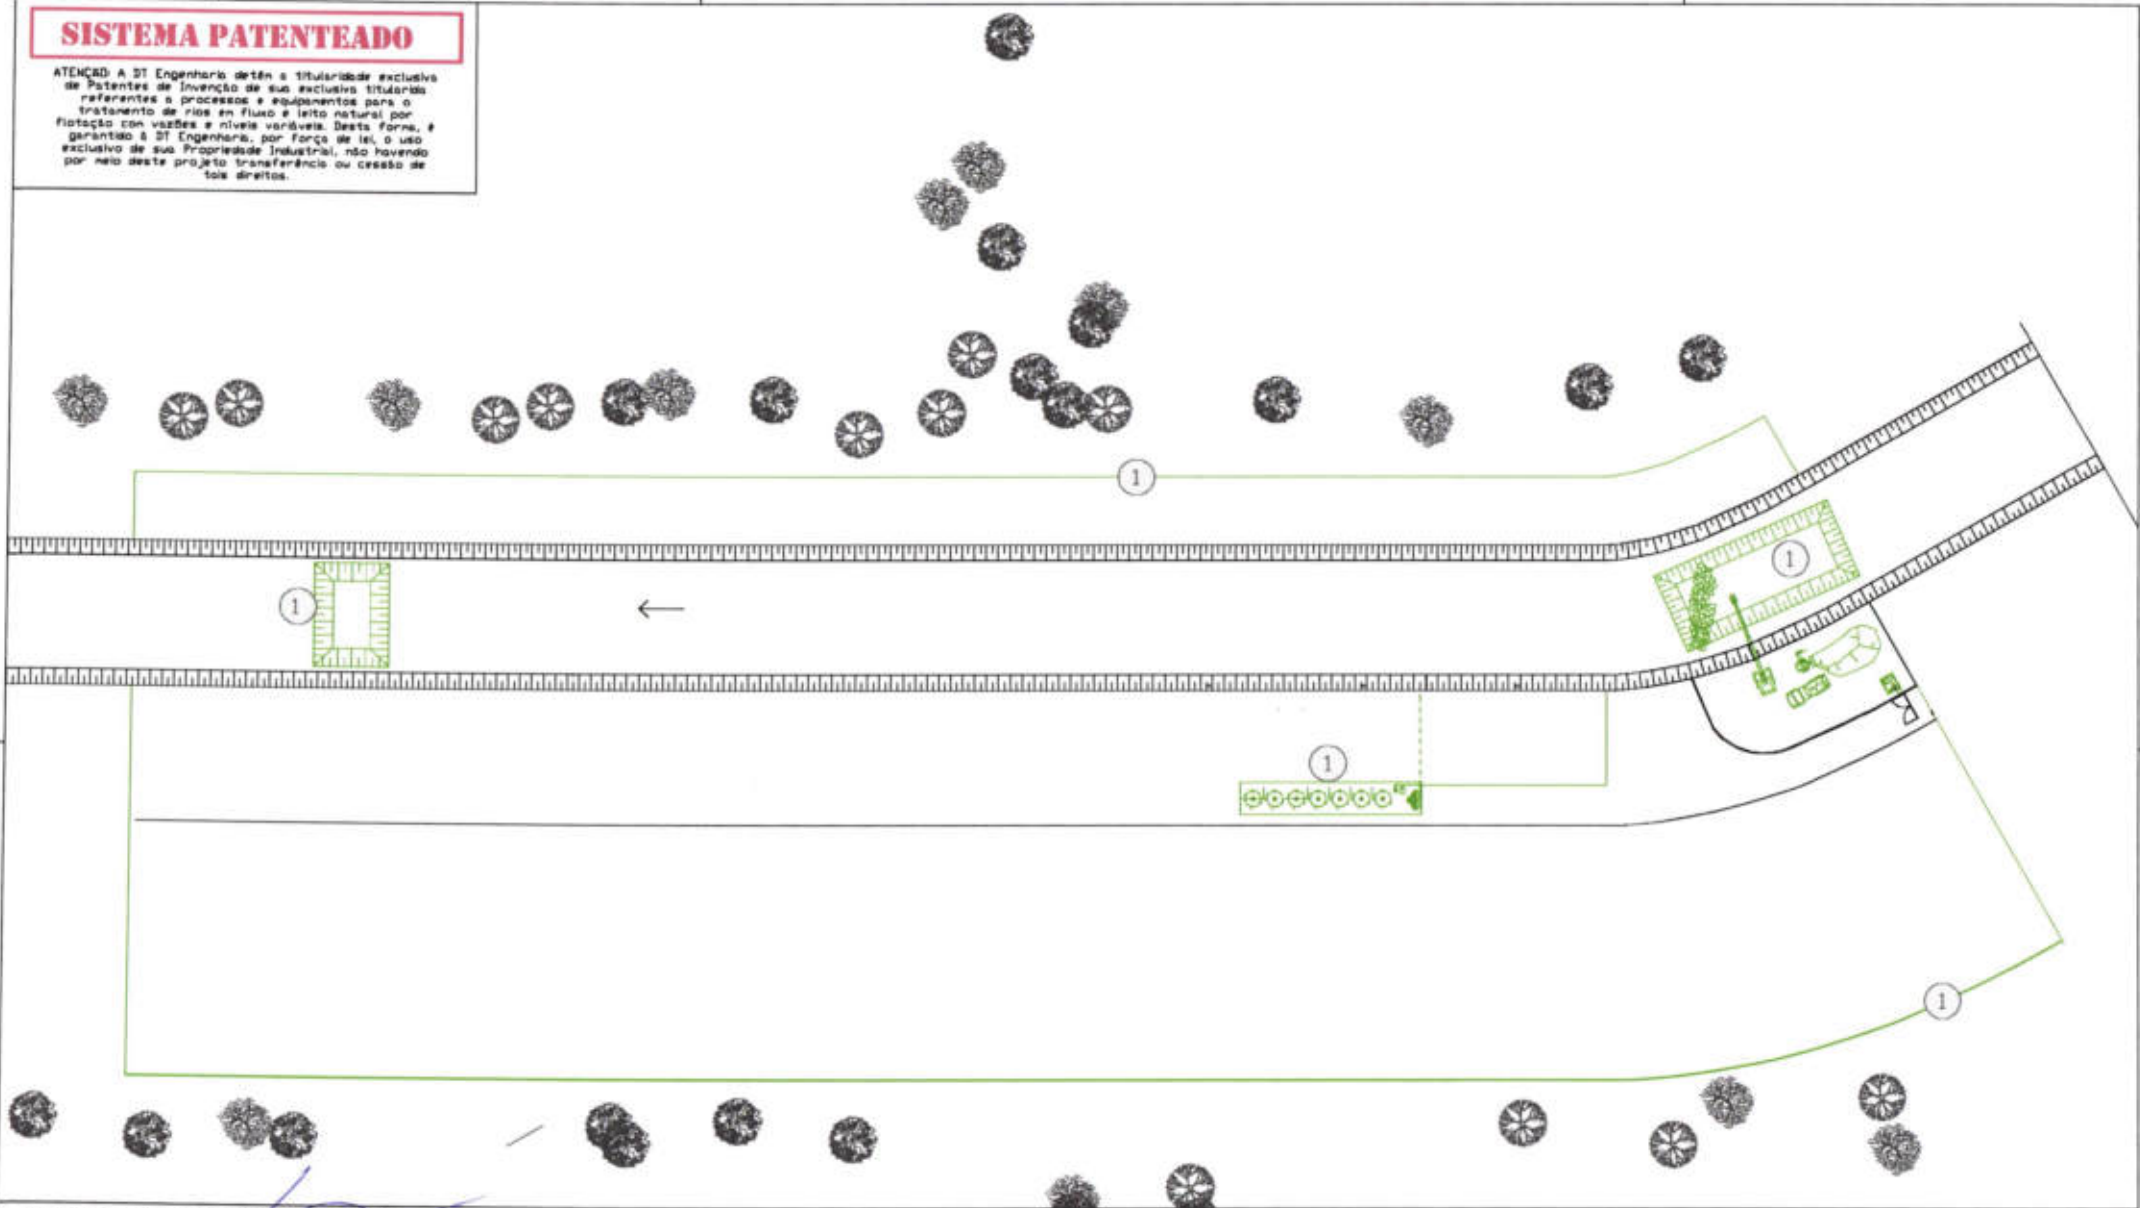 SISTEMA PATENTEADO
ATENÇÃO: A DT Engenharia detên a titularidade exclusiva
de Patentes de Invenção de sua exclusiva titularida
referentes a processos e equipamentos para o
tratamento de rios em fluxo e leito natural por
flotação con vazões e níveis variáveis. Desta forma, é
garantido à DT Engenharia, por força de lei, o uso
exclusivo de sua Propriedade Industrial, não havendo
por meio deste projeto transferência ou cessão de
tais direitos.
1
1
1
1
1